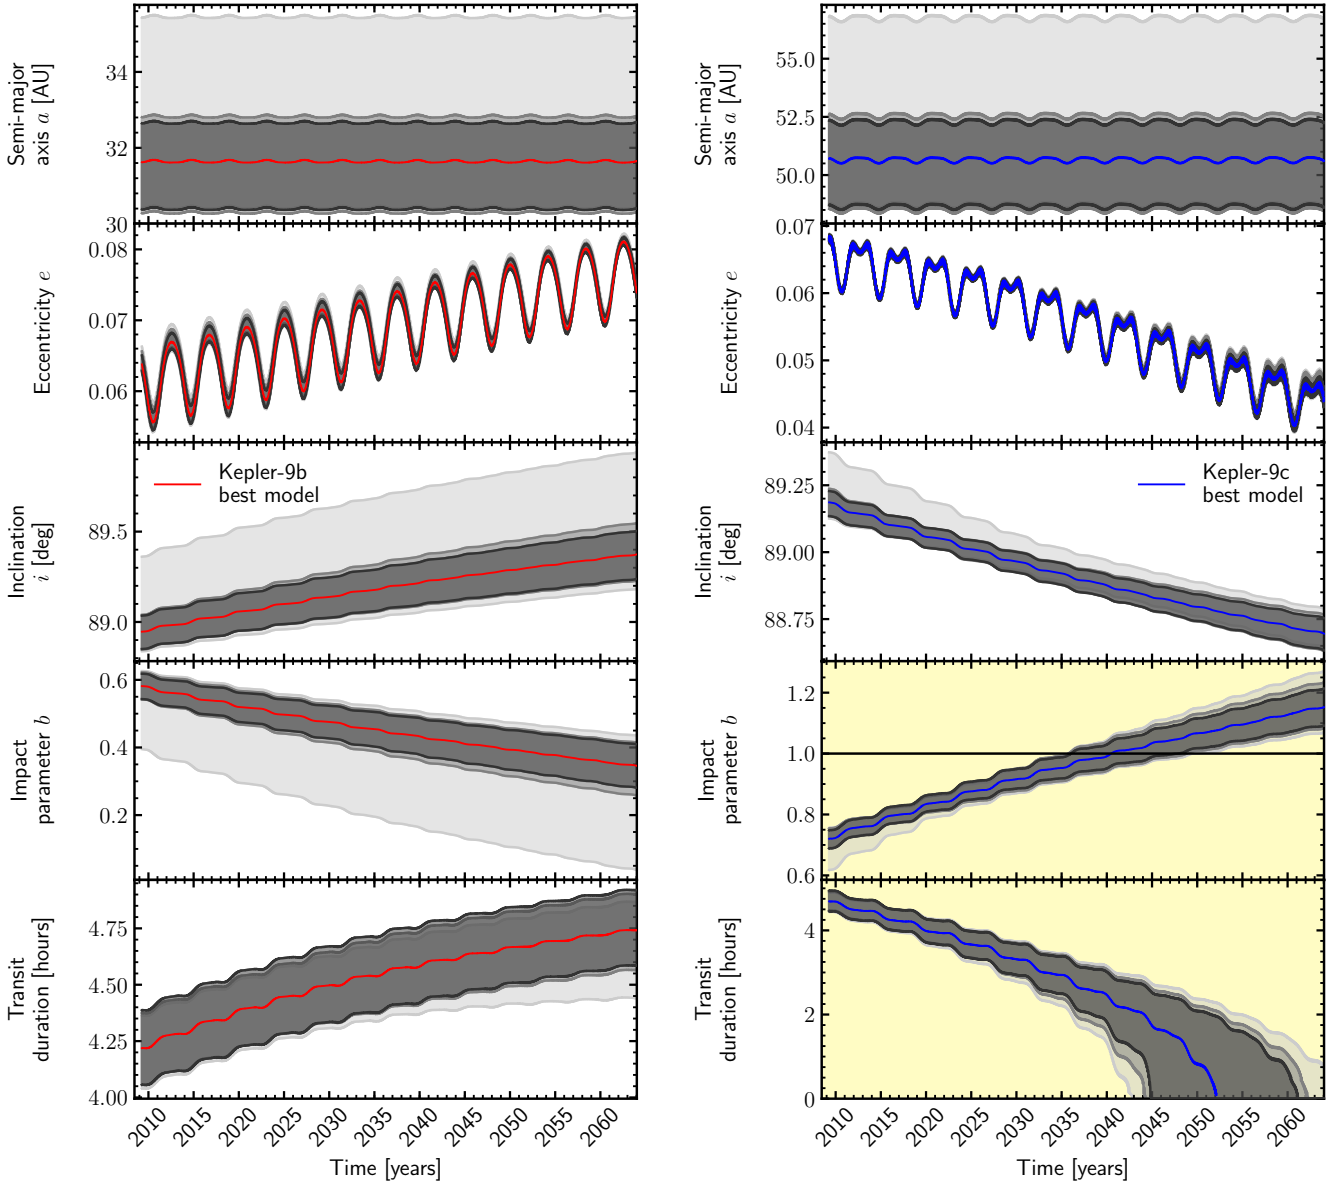 Semi-major
axis a [AU]
34
32
30
Eccentricity e
0.08
0.07
0.06
Inclination
i [deg]
89.5
89.0
Kepler-9b
best model
Impact
parameter b
0.6
0.4
0.2
Transit
duration [hours]
4.75
4.50
4.25
4.00
2010 2015 2020 2025 2030 2035 2040 2045 2050 2055 2060
Time [years]
Semi-major
axis a [AU]
55.0
52.5
50.0
Eccentricity e
0.07
0.06
0.05
0.04
Inclination
i [deg]
89.25
89.00
88.75
Kepler-9c
best model
Impact
parameter b
1.2
1.0
0.8
0.6
Transit
duration [hours]
4
2
0
2010 2015 2020 2025 2030 2035 2040 2045 2050 2055 2060
Time [years]